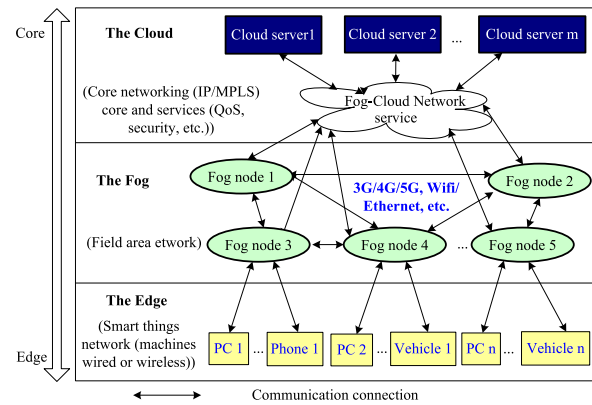 Core
The Cloud
Cloud server1
Cloud server 2
...
Cloud server m
(Core networking (IP/MPLS)
core and services (QoS,
security, etc.))
Fog-Cloud Network
service
The Fog
Fog node 1
3G/4G/5G, Wifi/
Ethernet, etc.
Fog node 2
(Field area etwork)
Fog node 3
Fog node 4
...
Fog node 5
The Edge
(Smart things
network (machines
wired or wireless))
PC 1
...
Phone 1
PC 2
...
Vehicle 1
PC n
...
Vehicle n
Edge
Communication connection